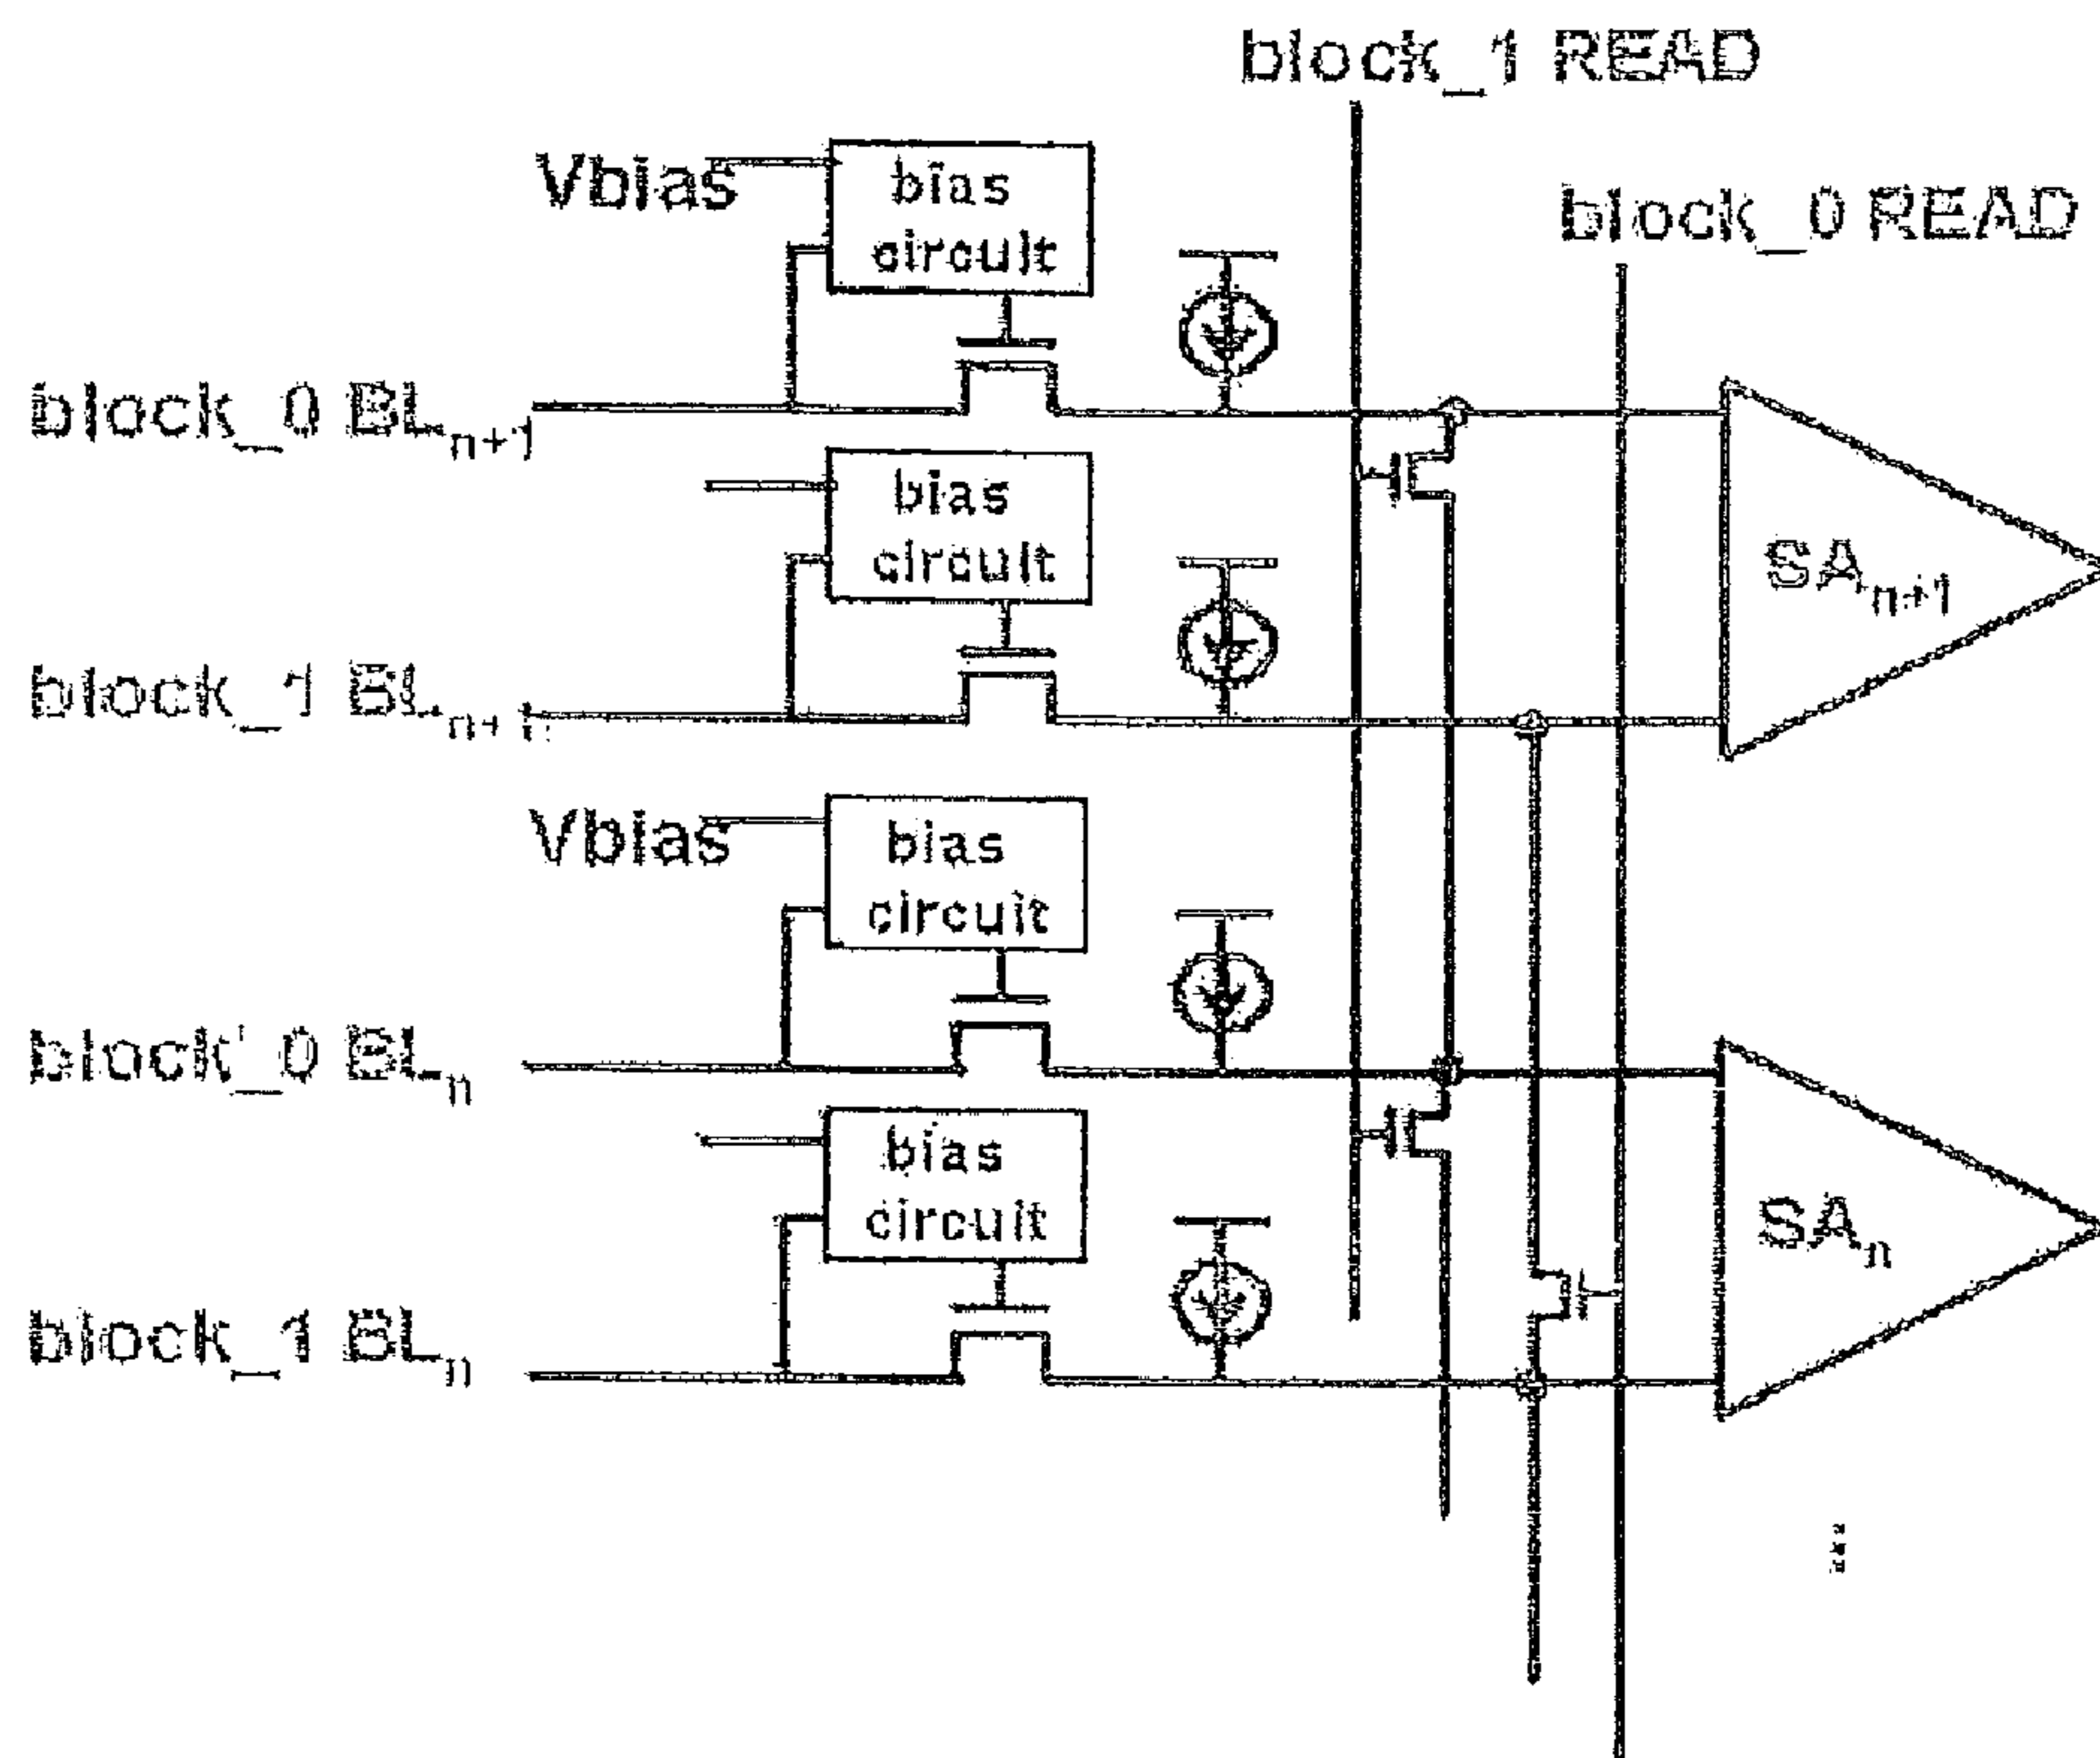 block_1 READ
block_0 READ
Vbias
bias
circuit
block_0 BLn+1
bias
circuit
SAn+1
block_1 BLn+1
Vbias
bias
circuit
block_0 BLn
bias
circuit
SAn
block_1 BLn
...